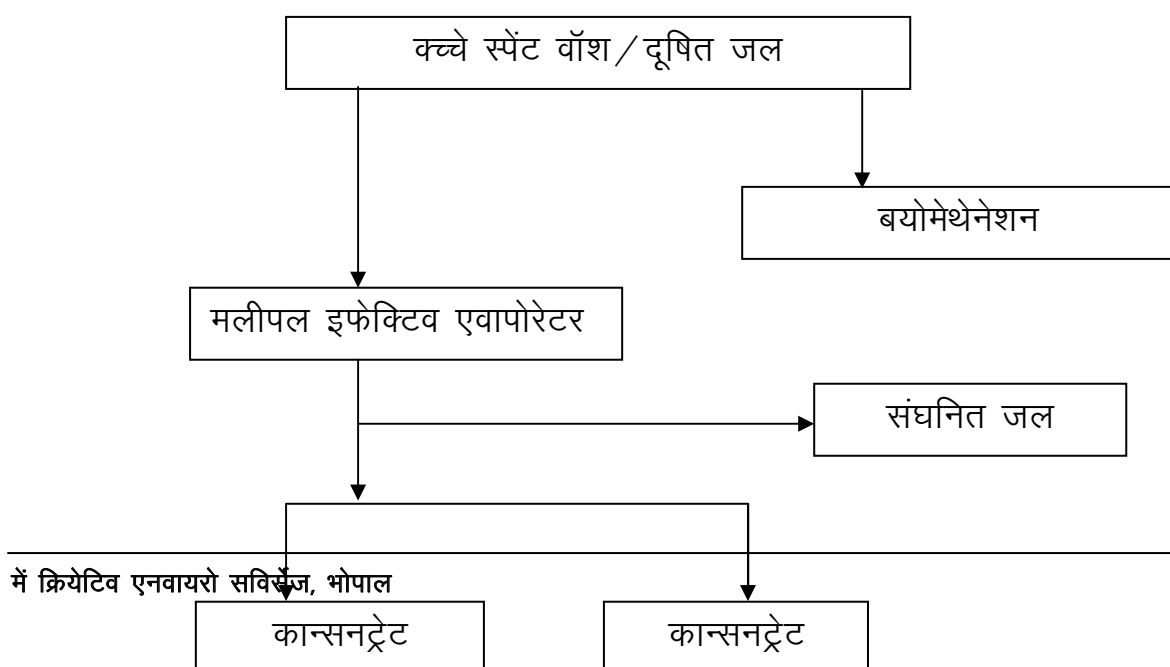 क्च्चे स्पेंट वॉश/दूषित जल
बयोमेथेनेशन
मलीपल इफेक्टिव एवापोरेटर
संघनित जल
में क्रियेटिव एनवायरो सविर्सेज, भोपाल
कान्सनट्रेट
कान्सनट्रेट